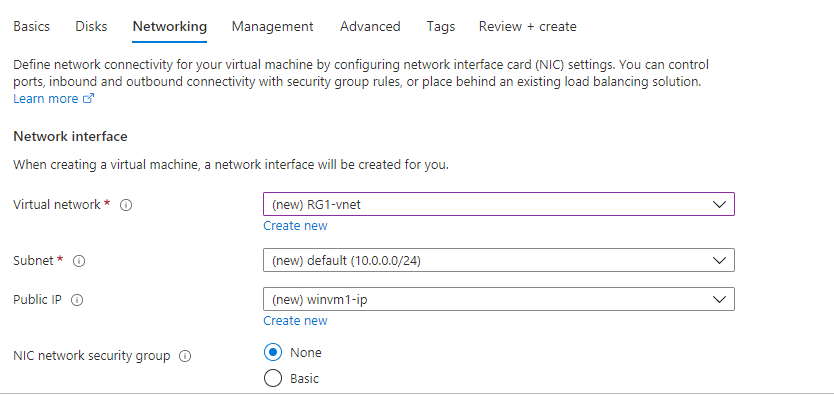 Basics Disks Networking Management Advanced Tags Review + create
Define network connectivity for your virtual machine by configuring network interface card (NIC) settings. You can control
ports, inbound and outbound connectivity with security group rules, or place behind an existing load balancing solution.
Learn more
Network interface
When creating a virtual machine, a network interface will be created for you.
Virtual network * (new) RG1-vnet
Create new
Subnet * (new) default (10.0.0.0/24)
Public IP (new) winvm1-ip
Create new
NIC network security group None
Basic